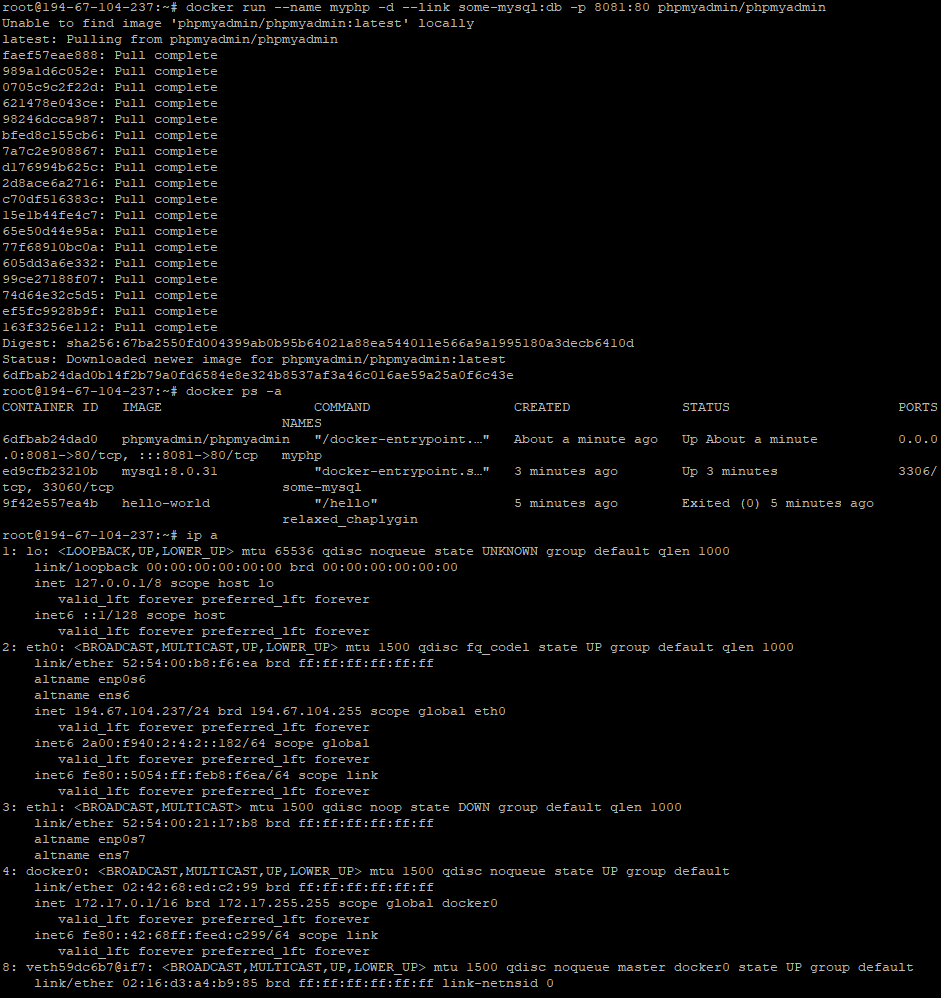 root@194-67-104-237:~# docker run --name myphp -d --link some-mysql:db -p 8081:80 phpmyadmin/phpmyadmin
Unable to find image 'phpmyadmin/phpmyadmin:latest' locally
latest: Pulling from phpmyadmin/phpmyadmin
faef57eae888: Pull complete
989a1d6c052e: Pull complete
0705c9c2f22d: Pull complete
621478e043ce: Pull complete
98246dcca987: Pull complete
bfed8c155cb6: Pull complete
7a7c2e908867: Pull complete
d176994b625c: Pull complete
2d8ace6a2716: Pull complete
c70df516383c: Pull complete
15e1b44fe4c7: Pull complete
65e50d44e95a: Pull complete
77f68910bc0a: Pull complete
605dd3a6e332: Pull complete
99ce27188f07: Pull complete
74d64e32c5d5: Pull complete
ef5fc9928b9f: Pull complete
163f3256e112: Pull complete
Digest: sha256:67ba2550fd004399ab0b95b64021a88ea544011e566a9a1995180a3decb6410d
Status: Downloaded newer image for phpmyadmin/phpmyadmin:latest
6dfbab24dad0b14f2b79a0fd6584e8e324b8537af3a46c016ae59a25a0f6c43e
root@194-67-104-237:~# docker ps -a
CONTAINER ID   IMAGE                   COMMAND                  CREATED              STATUS                     PORTS
                                   NAMES
6dfbab24dad0   phpmyadmin/phpmyadmin   "/docker-entrypoint.…"   About a minute ago   Up About a minute          0.0.0
.0:8081->80/tcp, :::8081->80/tcp   myphp
ed9cfb23210b   mysql:8.0.31            "docker-entrypoint.s…"   3 minutes ago        Up 3 minutes               3306/
tcp, 33060/tcp                     some-mysql
9f42e557ea4b   hello-world             "/hello"                 5 minutes ago        Exited (0) 5 minutes ago
                                   relaxed_chaplygin
root@194-67-104-237:~# ip a
1: lo: <LOOPBACK,UP,LOWER_UP> mtu 65536 qdisc noqueue state UNKNOWN group default qlen 1000
    link/loopback 00:00:00:00:00:00 brd 00:00:00:00:00:00
    inet 127.0.0.1/8 scope host lo
       valid_lft forever preferred_lft forever
    inet6 ::1/128 scope host
       valid_lft forever preferred_lft forever
2: eth0: <BROADCAST,MULTICAST,UP,LOWER_UP> mtu 1500 qdisc fq_codel state UP group default qlen 1000
    link/ether 52:54:00:b8:f6:ea brd ff:ff:ff:ff:ff:ff
    altname enp0s6
    altname ens6
    inet 194.67.104.237/24 brd 194.67.104.255 scope global eth0
       valid_lft forever preferred_lft forever
    inet6 2a00:f940:2:4:2::182/64 scope global
       valid_lft forever preferred_lft forever
    inet6 fe80::5054:ff:feb8:f6ea/64 scope link
       valid_lft forever preferred_lft forever
3: eth1: <BROADCAST,MULTICAST> mtu 1500 qdisc noop state DOWN group default qlen 1000
    link/ether 52:54:00:21:17:b8 brd ff:ff:ff:ff:ff:ff
    altname enp0s7
    altname ens7
4: docker0: <BROADCAST,MULTICAST,UP,LOWER_UP> mtu 1500 qdisc noqueue state UP group default
    link/ether 02:42:68:ed:c2:99 brd ff:ff:ff:ff:ff:ff
    inet 172.17.0.1/16 brd 172.17.255.255 scope global docker0
       valid_lft forever preferred_lft forever
    inet6 fe80::42:68ff:feed:c299/64 scope link
       valid_lft forever preferred_lft forever
8: veth59dc6b7@if7: <BROADCAST,MULTICAST,UP,LOWER_UP> mtu 1500 qdisc noqueue master docker0 state UP group default
    link/ether 02:16:d3:a4:b9:85 brd ff:ff:ff:ff:ff:ff link-netnsid 0